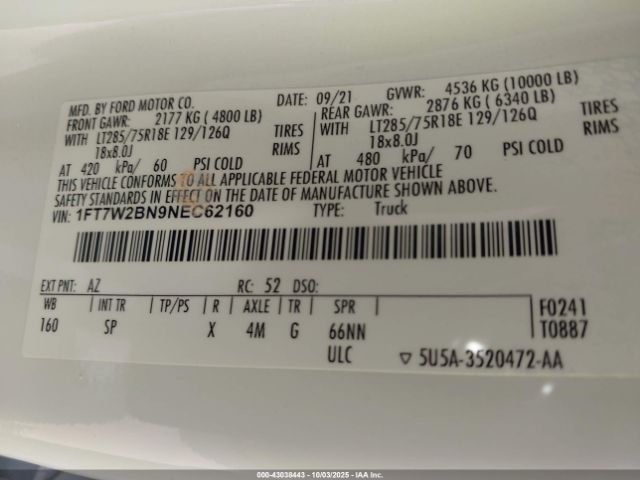 MFD. BY FORD MOTOR CO.
DATE: 09/21 GVWR: 4536 KG (10000 LB)
FRONT GAWR: 2177 KG (4800 LB) REAR GAWR: 2876 KG (6340 LB)
WITH LT285/75R18E 129/126Q TIRES WITH LT285/75R18E 129/126Q TIRES
18x8.0J RIMS 18x8.0J RIMS
AT 420 kPa/ 60 PSI COLD AT 480 kPa/ 70 PSI COLD
THIS VEHICLE CONFORMS TO ALL APPLICABLE FEDERAL MOTOR VEHICLE
SAFETY STANDARDS IN EFFECT ON THE DATE OF MANUFACTURE SHOWN ABOVE.
VIN: 1FT7W2BN9NEC62160 TYPE: Truck
EXT PNT: AZ RC: 52 DSO:
WB | INT TR | TP/PS | R | AXLE | TR | SPR F0241
160 SP X 4M G 66NN T0887
ULC ▽ 5U5A-3520472-AA
000-43038443 - 10/03/2025 - COPART